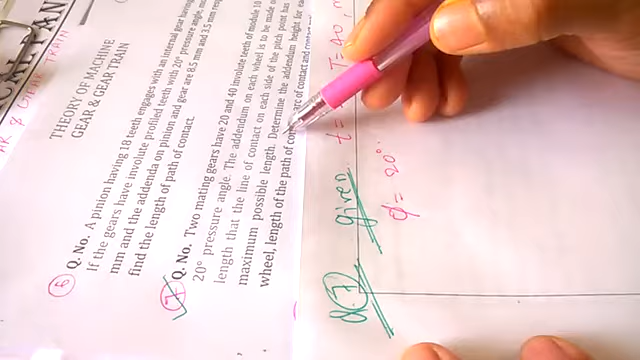 THEORY OF MACHINE
GEAR & GEAR TRAIN
6 Q. No. A pinion having 18 teeth engages with an internal gear
If the gears have involute profiled teeth with 20° pressure angle,
mm and the addenda on pinion and gear are 8.5 mm and 3.5 mm
find the length of path of contact.
7 Q. No. Two mating gears have 20 and 40 involute teeth of module 10
20° pressure angle. The addendum on each wheel is to be made
length that the line of contact on each side of the pitch point has
maximum possible length. Determine the addendum height for
wheel, length of the path of arc of contact and
Q 7 given t = T = 40,
φ = 20°